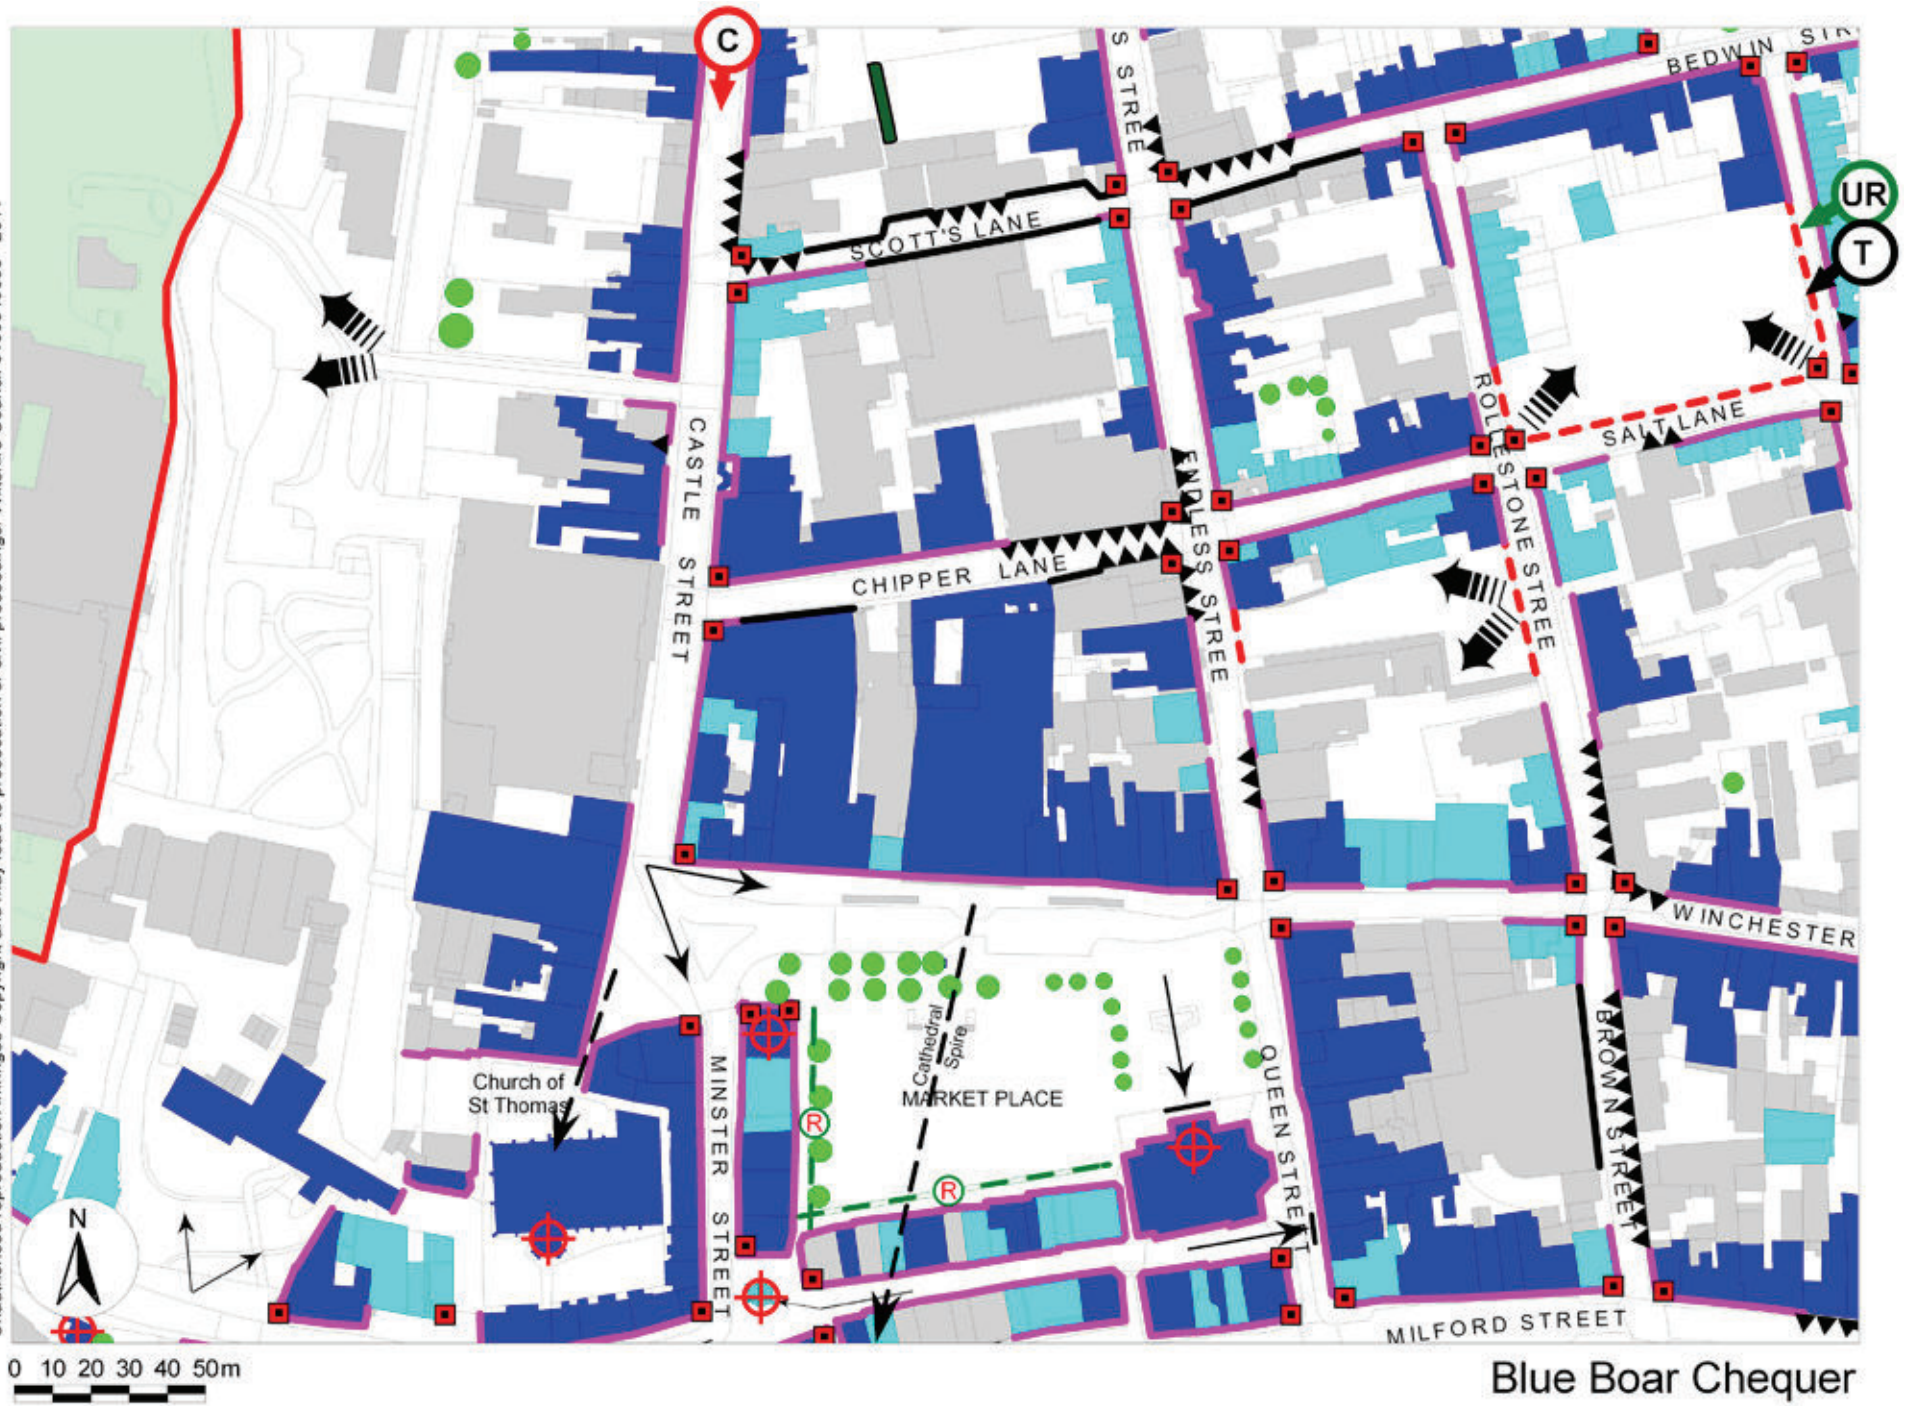 C
S STREE
BEDWIN STR
UR
T
SCOTT'S LANE
CASTLE STREET
ROLLESTONE STREET
SALT LANE
ENDLESS STREE
CHIPPER LANE
WINCHESTER
Church of
St Thomas
MINSTER STREET
Cathedral
Spire
MARKET PLACE
R
R
QUEEN STREET
BROWN STREET
MILFORD STREET
N
0 10 20 30 40 50m
Blue Boar Chequer